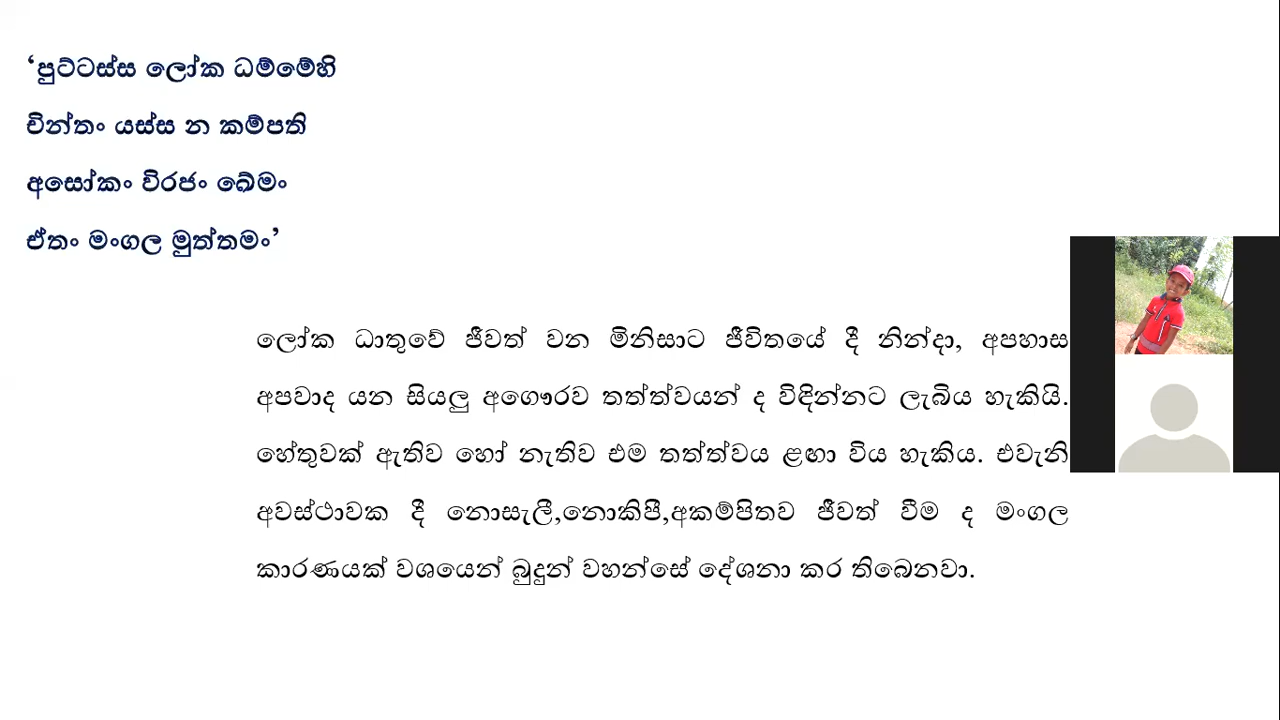 ‘පුට්ටස්ස ලෝක ධම්මේහි
චින්තං යස්ස න කම්පති
අසෝකං විරජං ඛේමං
ඒතං මංගල මුත්තමං’
ලෝක ධාතුවේ ජීවත් වන මිනිසාට ජීවිතයේ දී නින්දා, අපහාස
අපවාද යන සියලු අගෞරව තත්ත්වයන් ද විඳින්නට ලැබිය හැකියි.
හේතුවක් ඇතිව හෝ නැතිව එම තත්ත්වය ළඟා විය හැකිය. එවැනි
අවස්ථාවක දී නොසැලී,නොකිපී,අකම්පිතව ජීවත් වීම ද මංගල
කාරණයක් වශයෙන් බුදුන් වහන්සේ දේශනා කර තිබෙනවා.